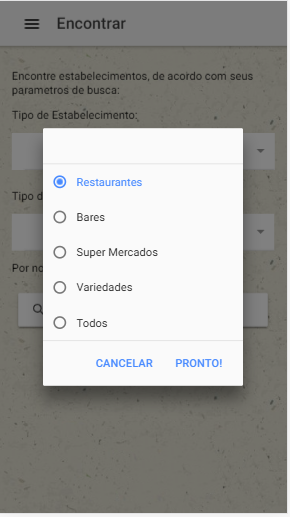 Encontrar
Encontre estabelecimentos, de acordo com seus
parametros de busca:
Tipo de Estabelecimento:
Restaurantes
Tipo d
Bares
Super Mercados
Por no
Variedades
Todos
CANCELAR PRONTO!